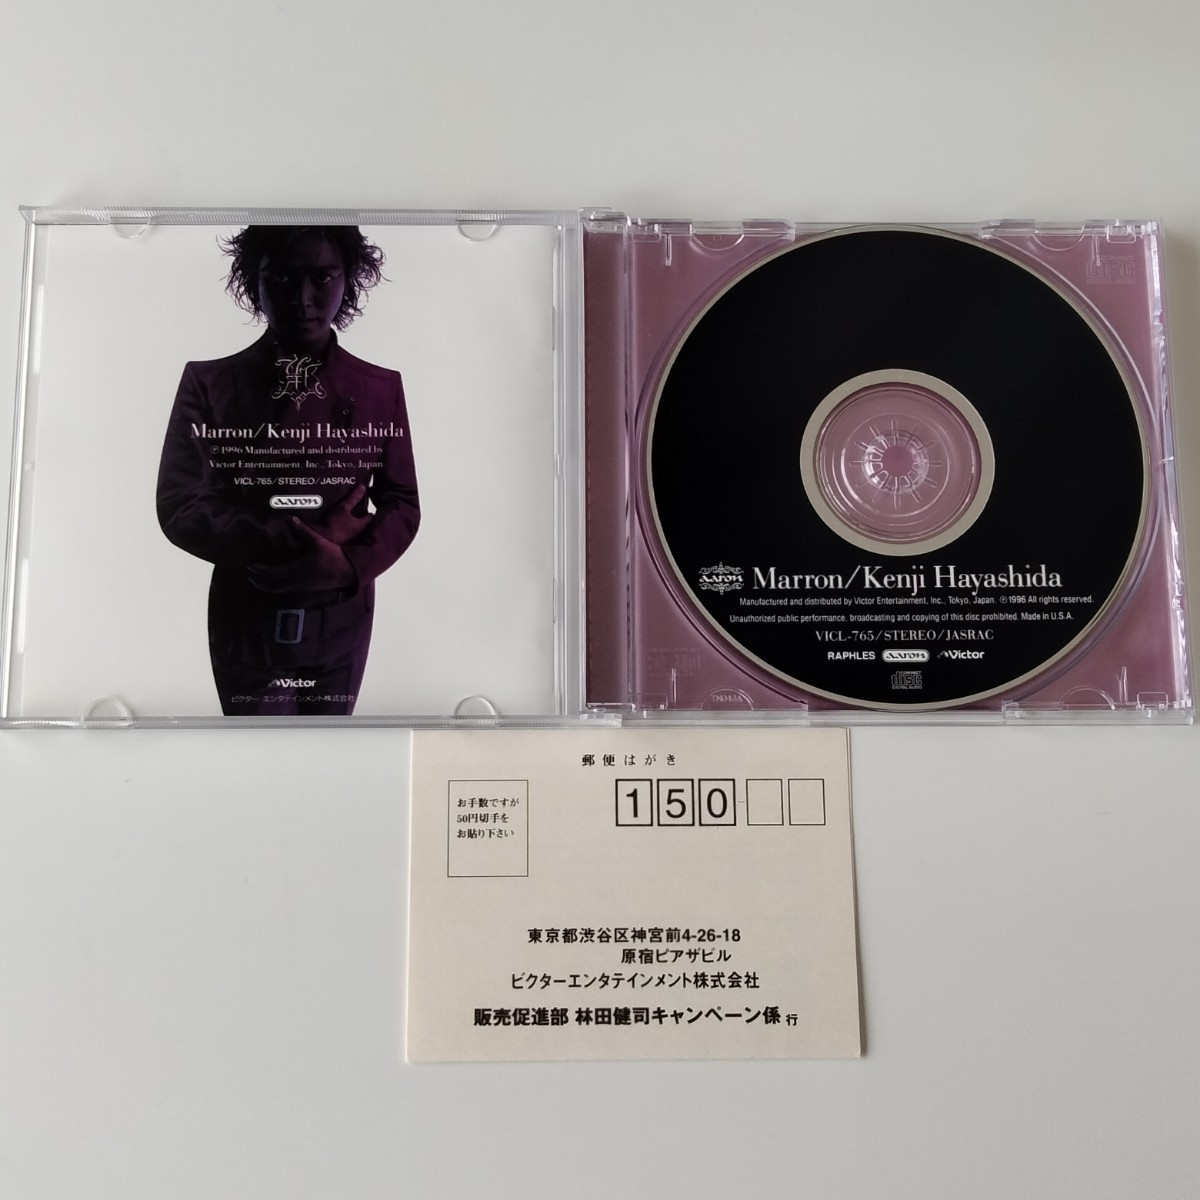 Marron/Kenji Hayashida
℗1996 Manufactured and distributed by
Victor Entertainment, Inc., Tokyo, Japan.
VICL-765/STEREO/JASRAC
aaron
Victor
ビクター エンタテインメント株式会社
aaron Marron/Kenji Hayashida
Manufactured and distributed by Victor Entertainment, Inc., Tokyo, Japan. ℗1996 All rights reserved.
Unauthorized public performance, broadcasting and copying of this disc prohibited. Made in U.S.A.
VICL-765/STEREO/JASRAC
RAPHLES aaron Victor
COMPACT
disc
DIGITAL AUDIO
郵便はがき
お手数ですが
50円切手を
お貼り下さい
150
東京都渋谷区神宮前4-26-18
原宿ピアザビル
ビクターエンタテインメント株式会社
販売促進部 林田健司キャンペーン係 行